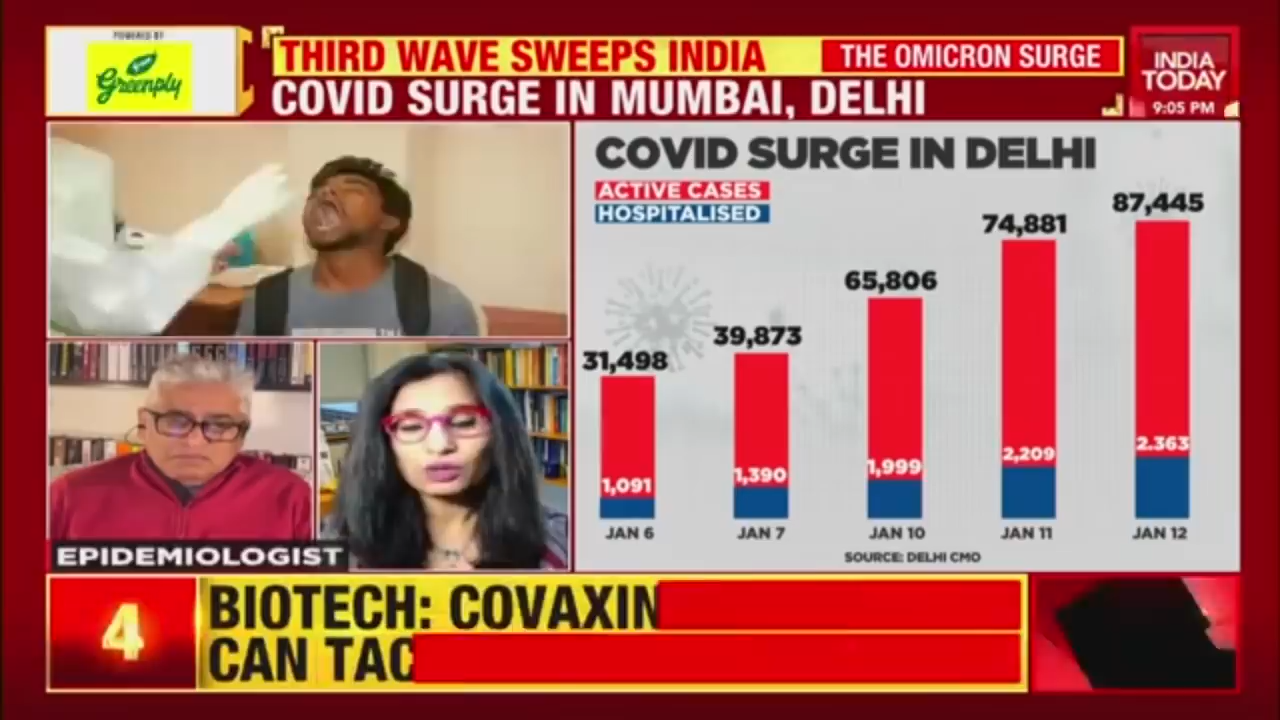 POWERED BY
Greenply
THIRD WAVE SWEEPS INDIA
THE OMICRON SURGE
COVID SURGE IN MUMBAI, DELHI
INDIA
TODAY
9:05 PM
COVID SURGE IN DELHI
ACTIVE CASES
HOSPITALISED
31,498
39,873
65,806
74,881
87,445
1,091
1,390
1,999
2,209
2.363
JAN 6
JAN 7
JAN 10
JAN 11
JAN 12
SOURCE: DELHI CMO
EPIDEMIOLOGIST
4
BIOTECH: COVAXIN
CAN TAC